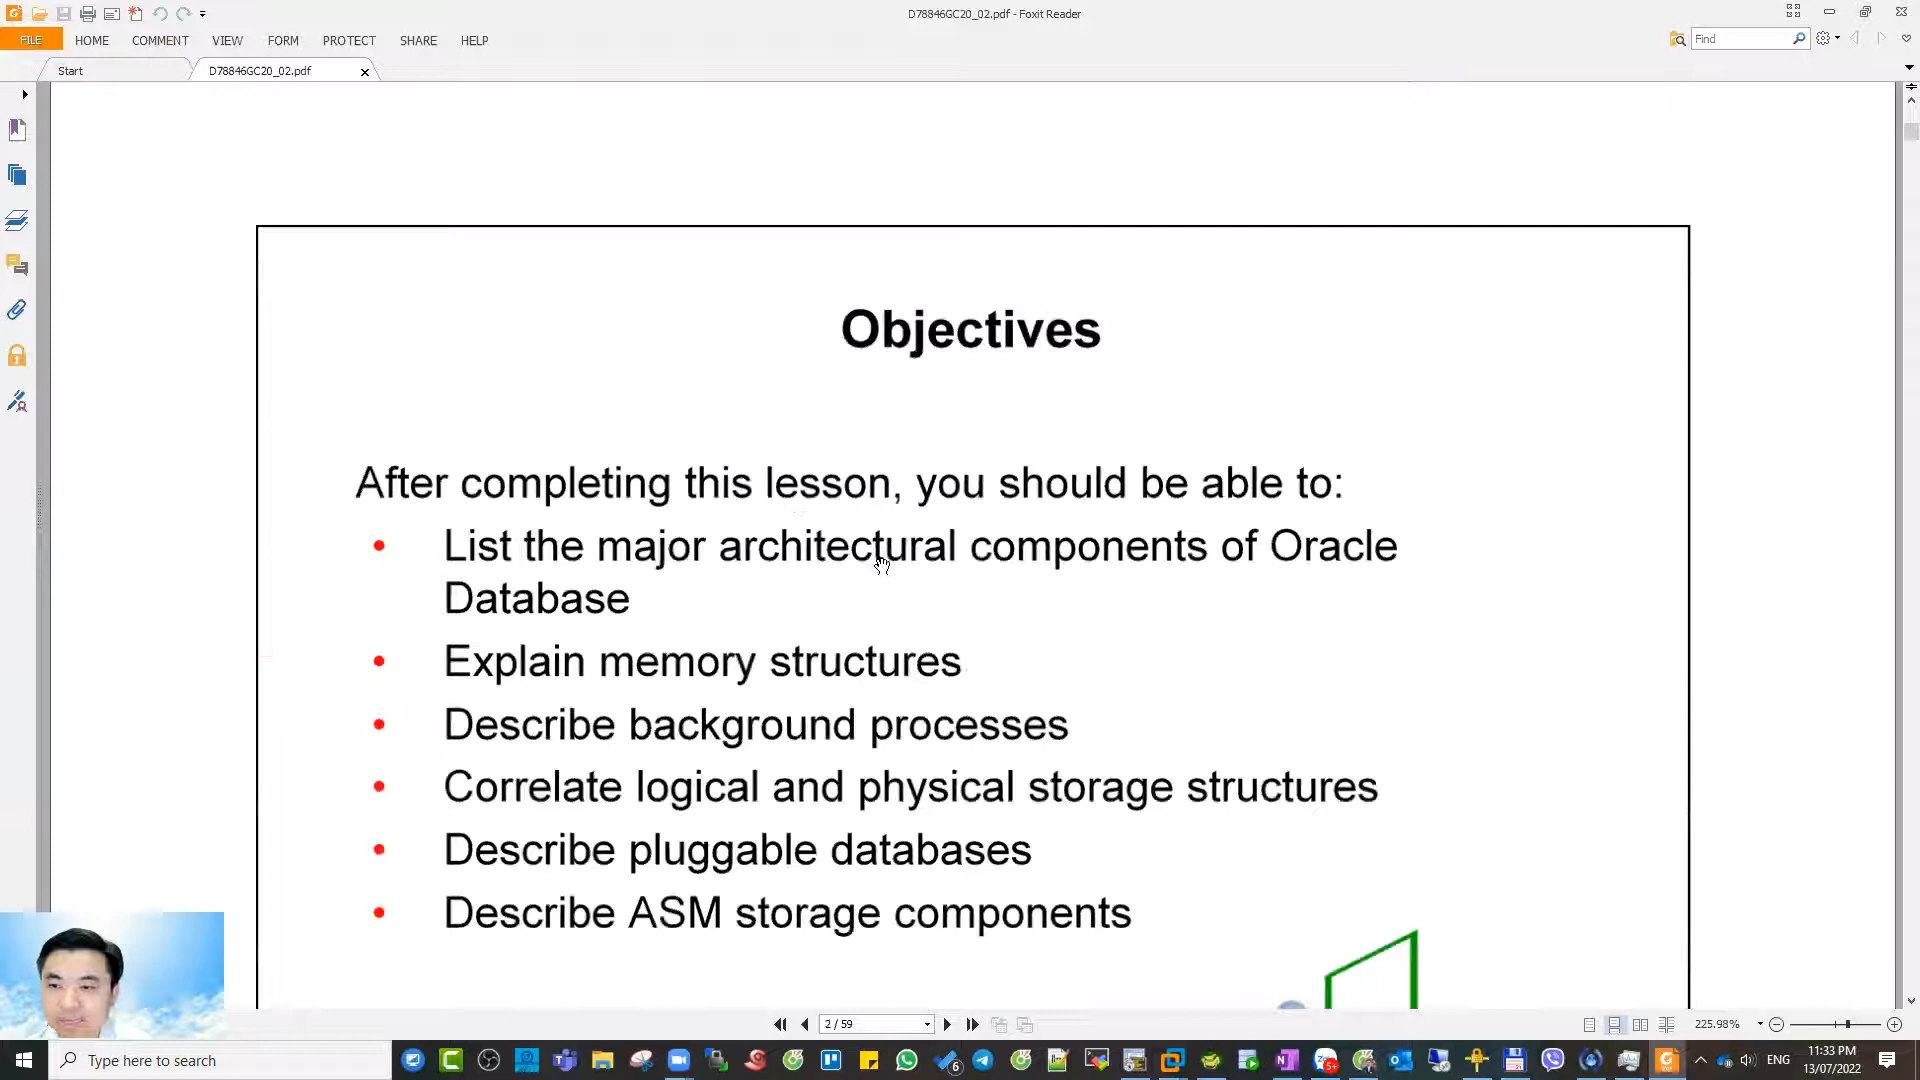 D78846GC20_02.pdf - Foxit Reader
FILE HOME COMMENT VIEW FORM PROTECT SHARE HELP
Find
Start D78846GC20_02.pdf
Objectives
After completing this lesson, you should be able to:
• List the major architectural components of Oracle
Database
• Explain memory structures
• Describe background processes
• Correlate logical and physical storage structures
• Describe pluggable databases
• Describe ASM storage components
2 / 59
225.98%
Type here to search
6
5+
ENG
11:33 PM
13/07/2022